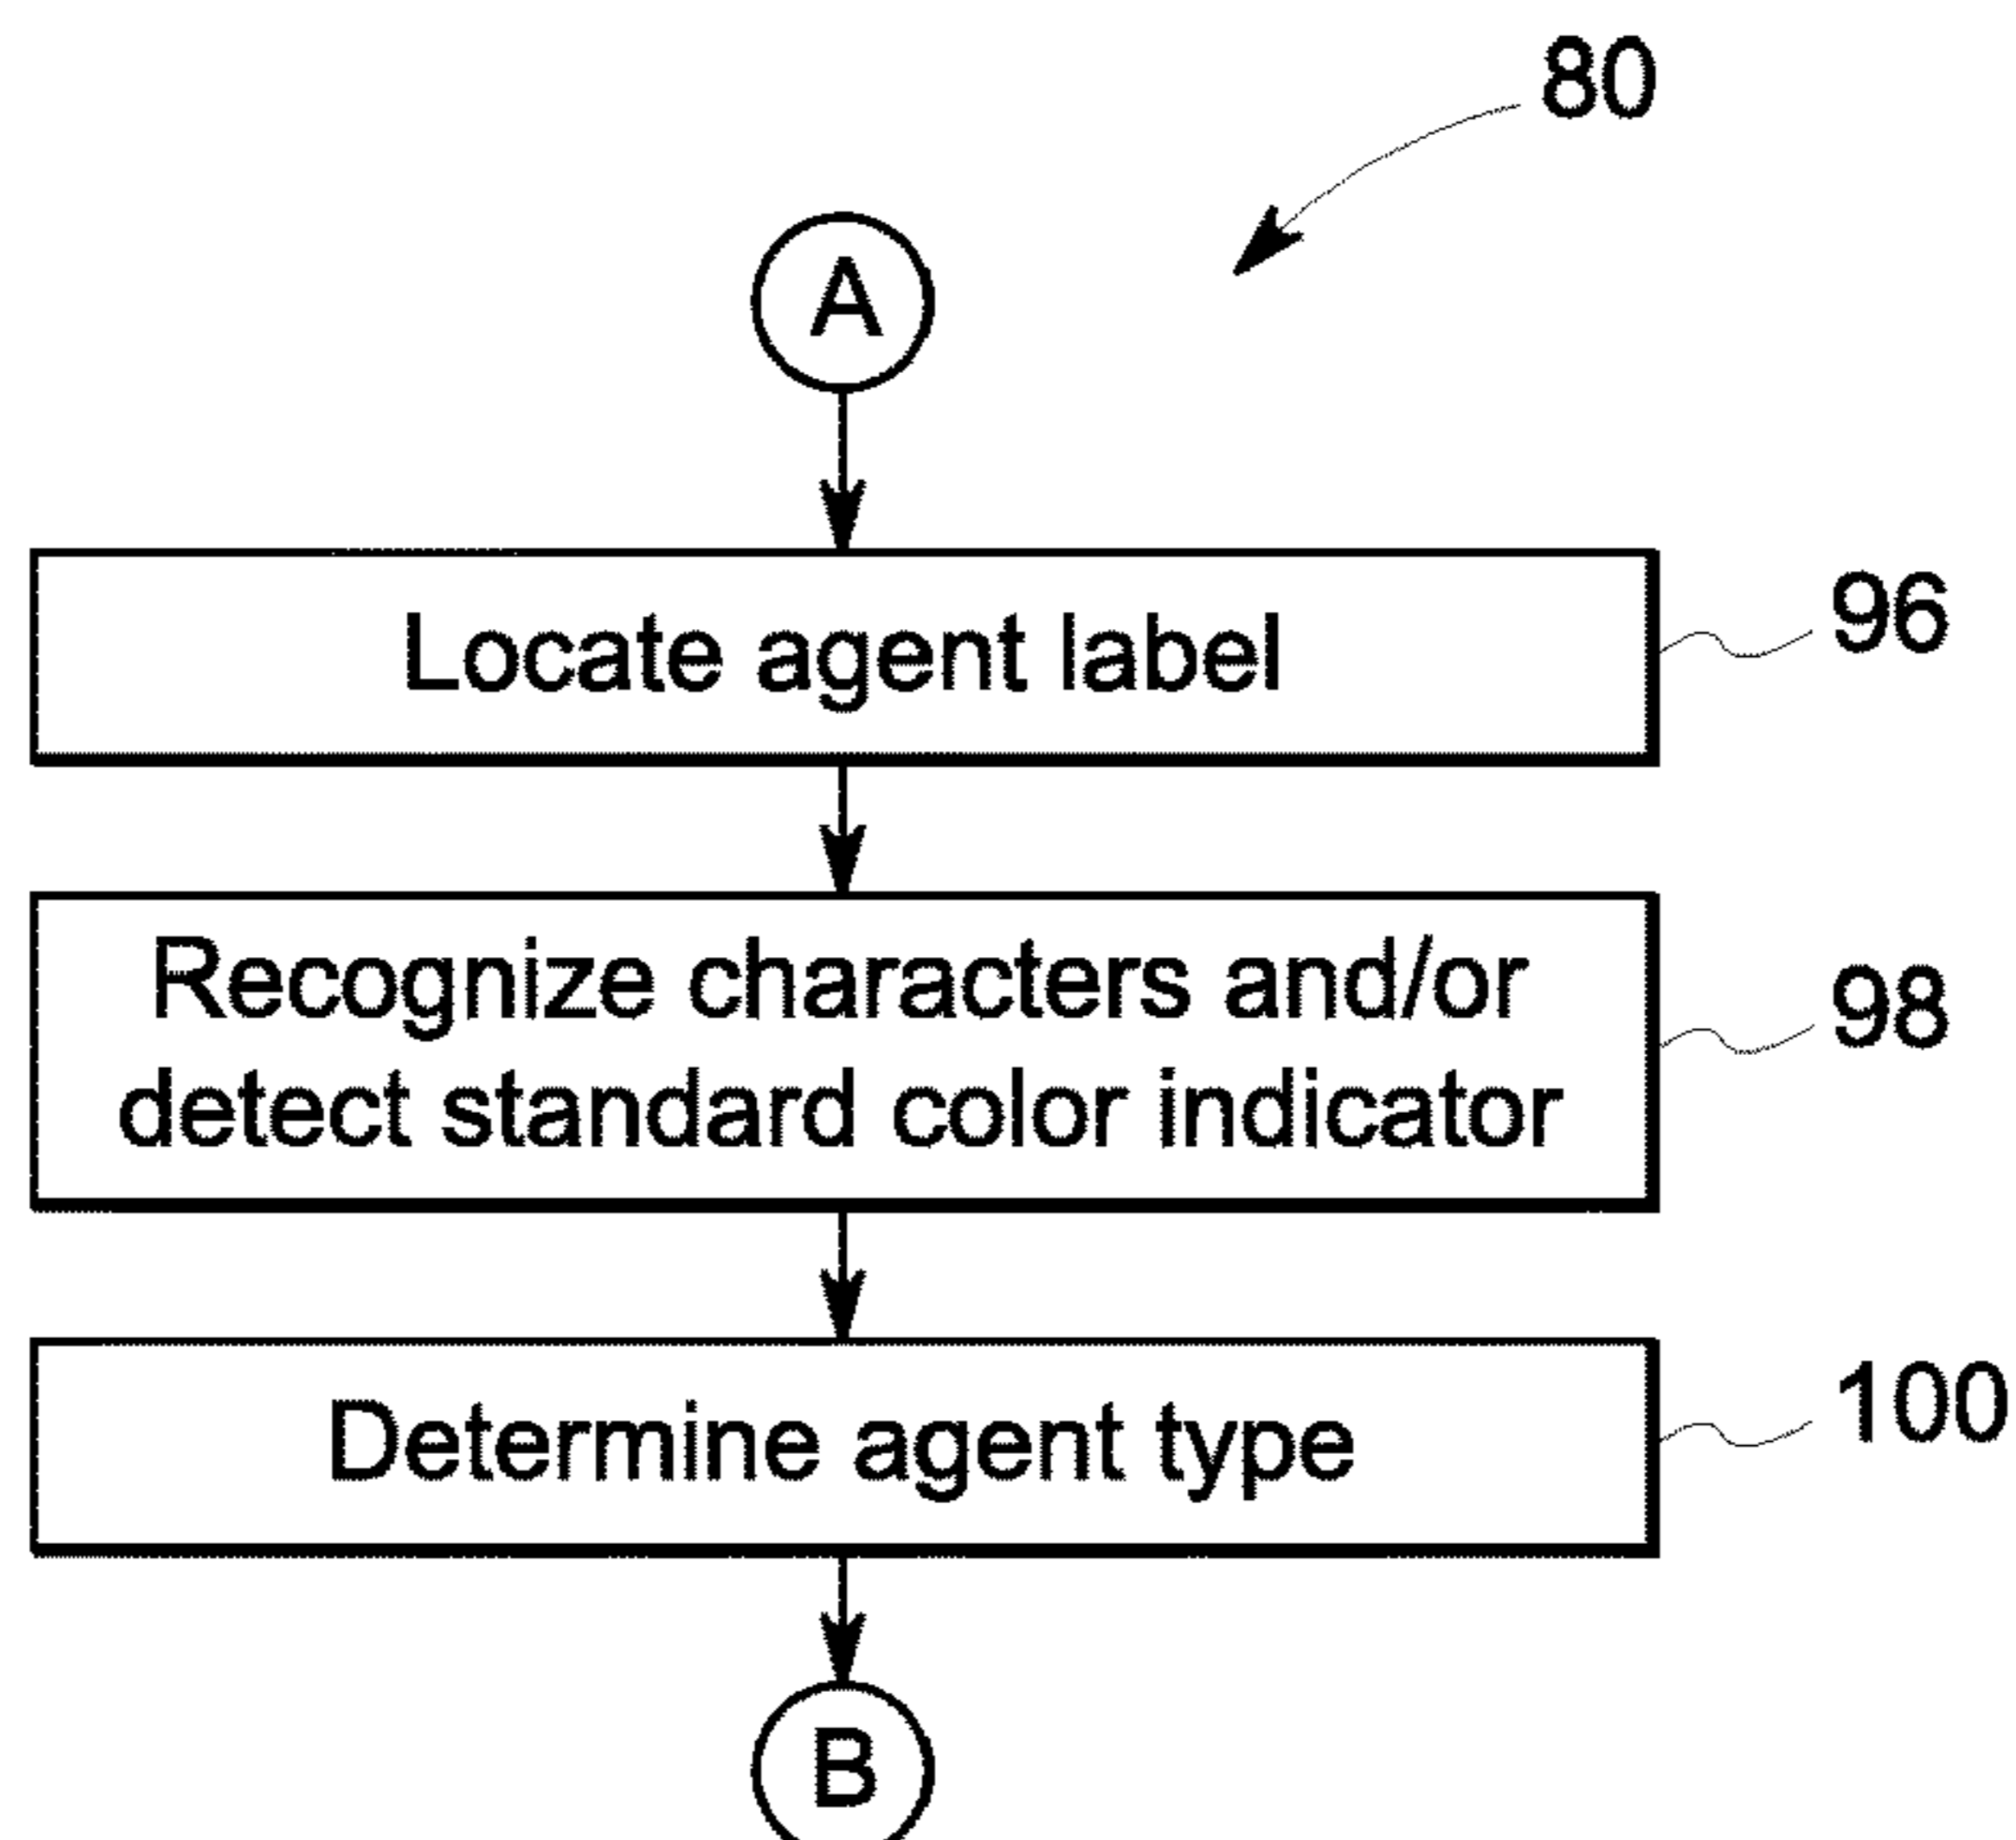 80
A
Locate agent label
96
Recognize characters and/or
detect standard color indicator
98
Determine agent type
100
B